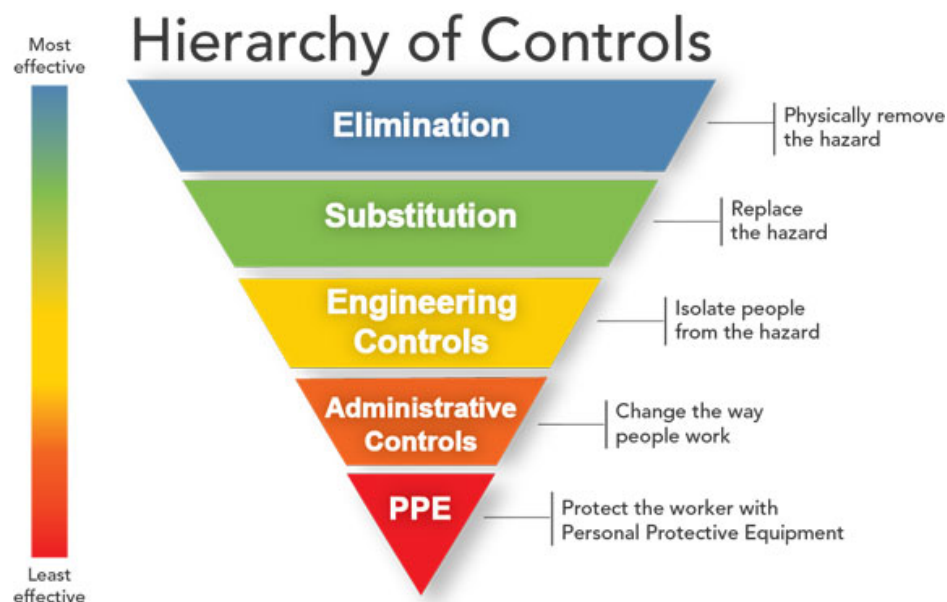 Hierarchy of Controls
Most
effective
Elimination
Physically remove
the hazard
Substitution
Replace
the hazard
Engineering
Controls
Isolate people
from the hazard
Administrative
Controls
Change the way
people work
PPE
Protect the worker with
Personal Protective Equipment
Least
effective